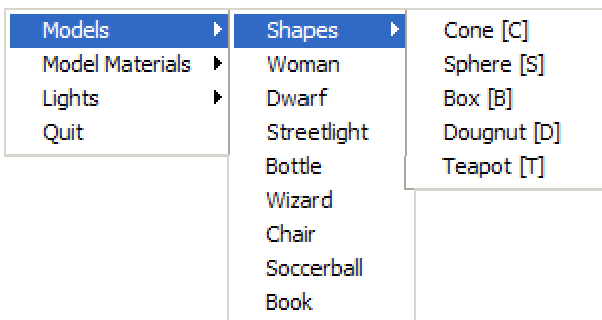 Models
Model Materials
Lights
Quit
Shapes
Woman
Dwarf
Streetlight
Bottle
Wizard
Chair
Soccerball
Book
Cone [C]
Sphere [S]
Box [B]
Dougnut [D]
Teapot [T]